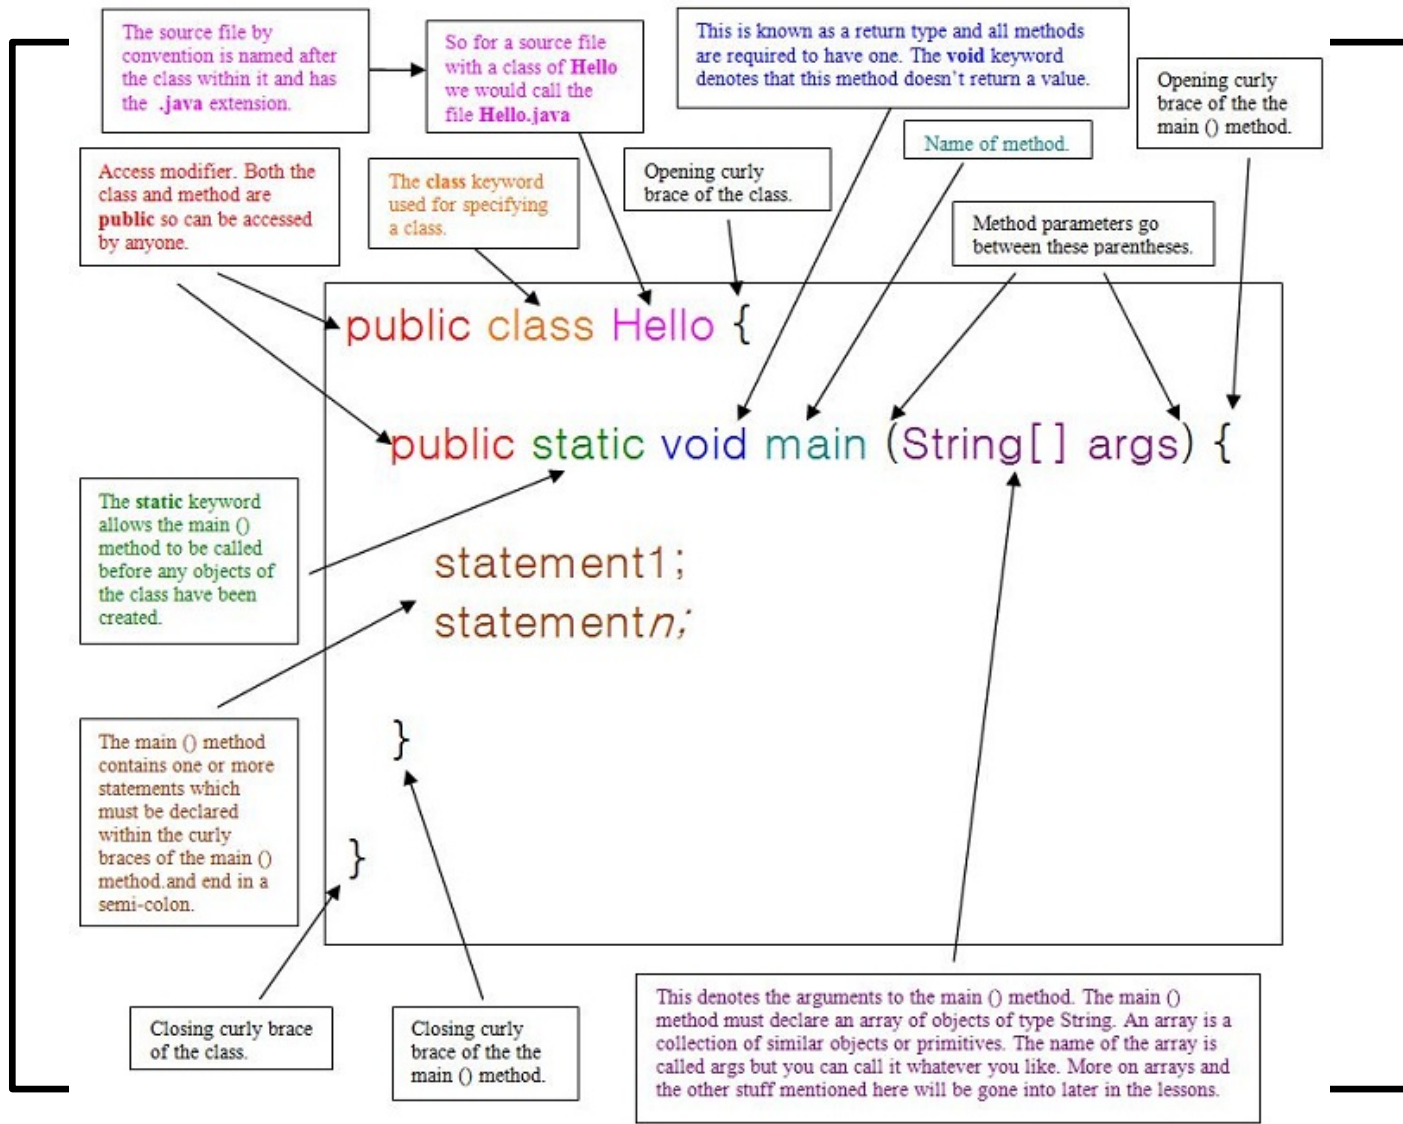 The source file by
convention is named after
the class within it and has
the .java extension.
So for a source file
with a class of Hello
we would call the
file Hello.java
This is known as a return type and all methods
are required to have one. The void keyword
denotes that this method doesn't return a value.
Opening curly
brace of the the
main () method.
Access modifier. Both the
class and method are
public so can be accessed
by anyone.
The class keyword
used for specifying
a class.
Opening curly
brace of the class.
Name of method.
Method parameters go
between these parentheses.
public class Hello {
public static void main (String[ ] args) {
The static keyword
allows the main ()
method to be called
before any objects of
the class have been
created.
statement1;
statementn;
The main () method
contains one or more
statements which
must be declared
within the curly
braces of the main ()
method.and end in a
semi-colon.
}
}
Closing curly brace
of the class.
Closing curly
brace of the the
main () method.
This denotes the arguments to the main () method. The main ()
method must declare an array of objects of type String. An array is a
collection of similar objects or primitives. The name of the array is
called args but you can call it whatever you like. More on arrays and
the other stuff mentioned here will be gone into later in the lessons.